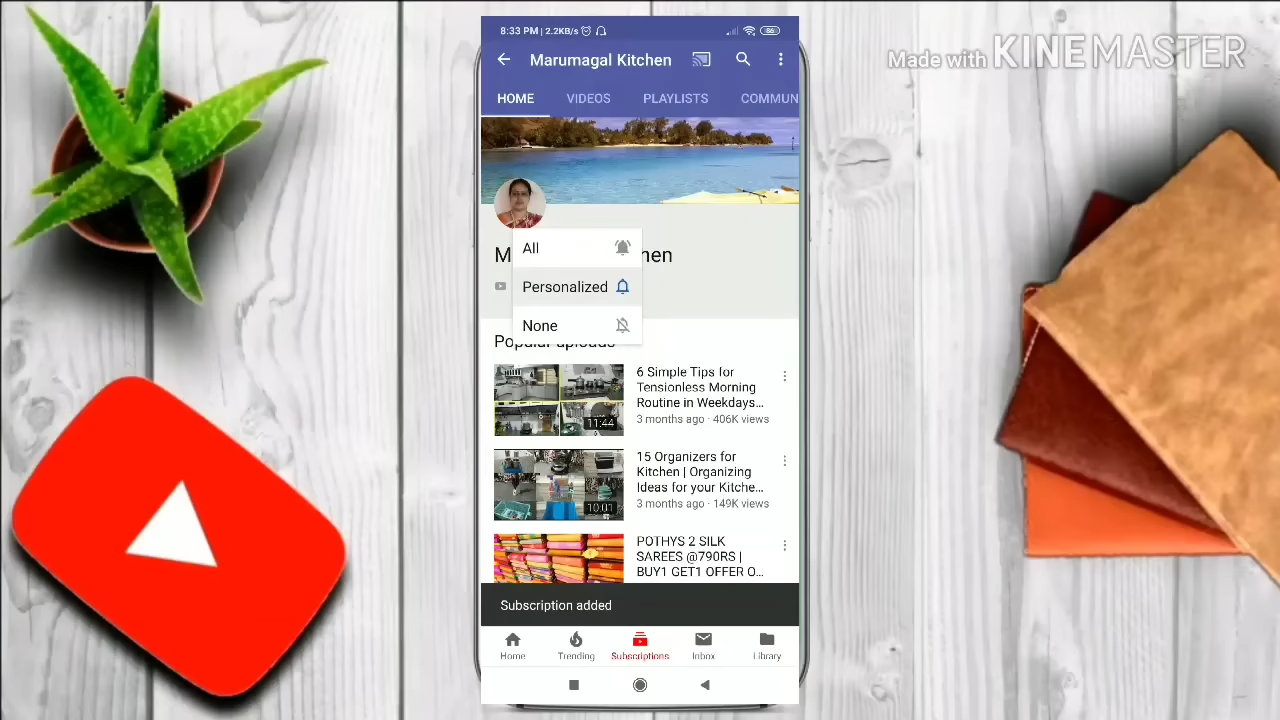 8:33 PM | 2.2KB/s
86
Marumagal Kitchen
Made with KINEMASTER
HOME VIDEOS PLAYLISTS COMMUN
All
M hen
Personalized
None
Popular uploads
6 Simple Tips for
Tensionless Morning
Routine in Weekdays...
3 months ago · 406K views
11:44
15 Organizers for
Kitchen | Organizing
Ideas for your Kitche...
3 months ago · 149K views
10:01
POTHYS 2 SILK
SAREES @790RS |
BUY1 GET1 OFFER O...
Subscription added
Home Trending Subscriptions Inbox Library